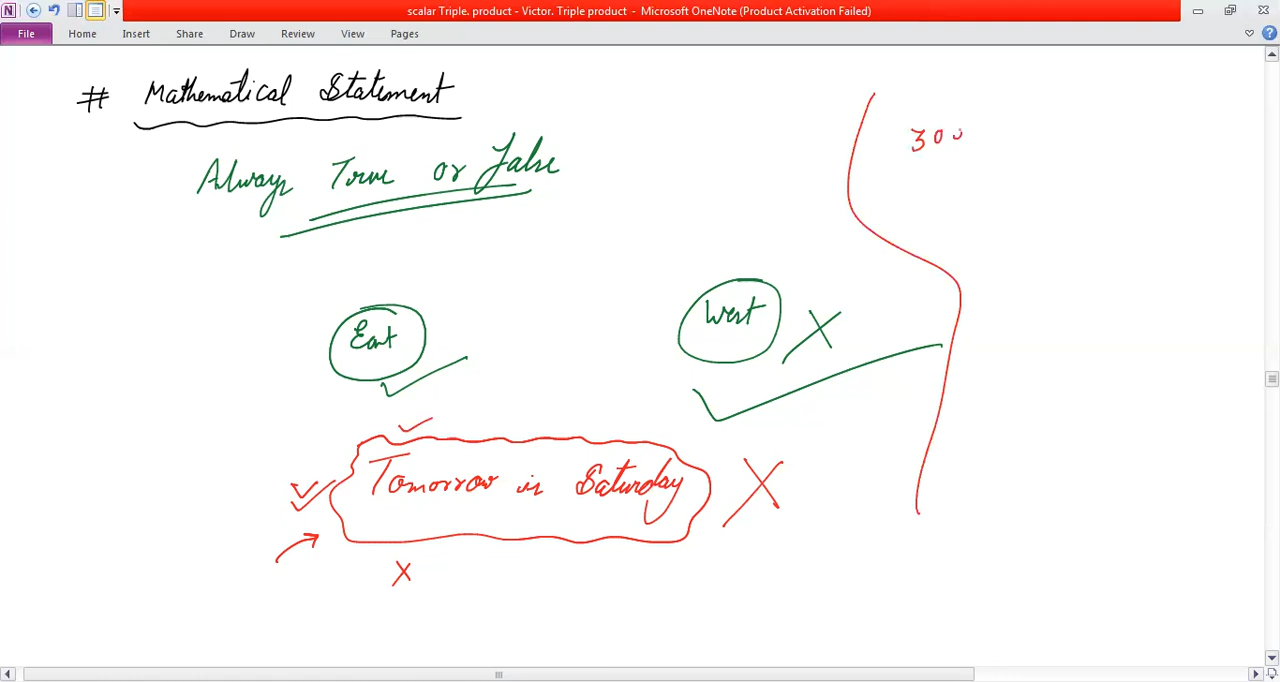 scalar Triple. product - Victor. Triple product - Microsoft OneNote (Product Activation Failed)
File Home Insert Share Draw Review View Pages
# Mathematical Statement
Always True or False
300
East
West
Tomorrow is Saturday